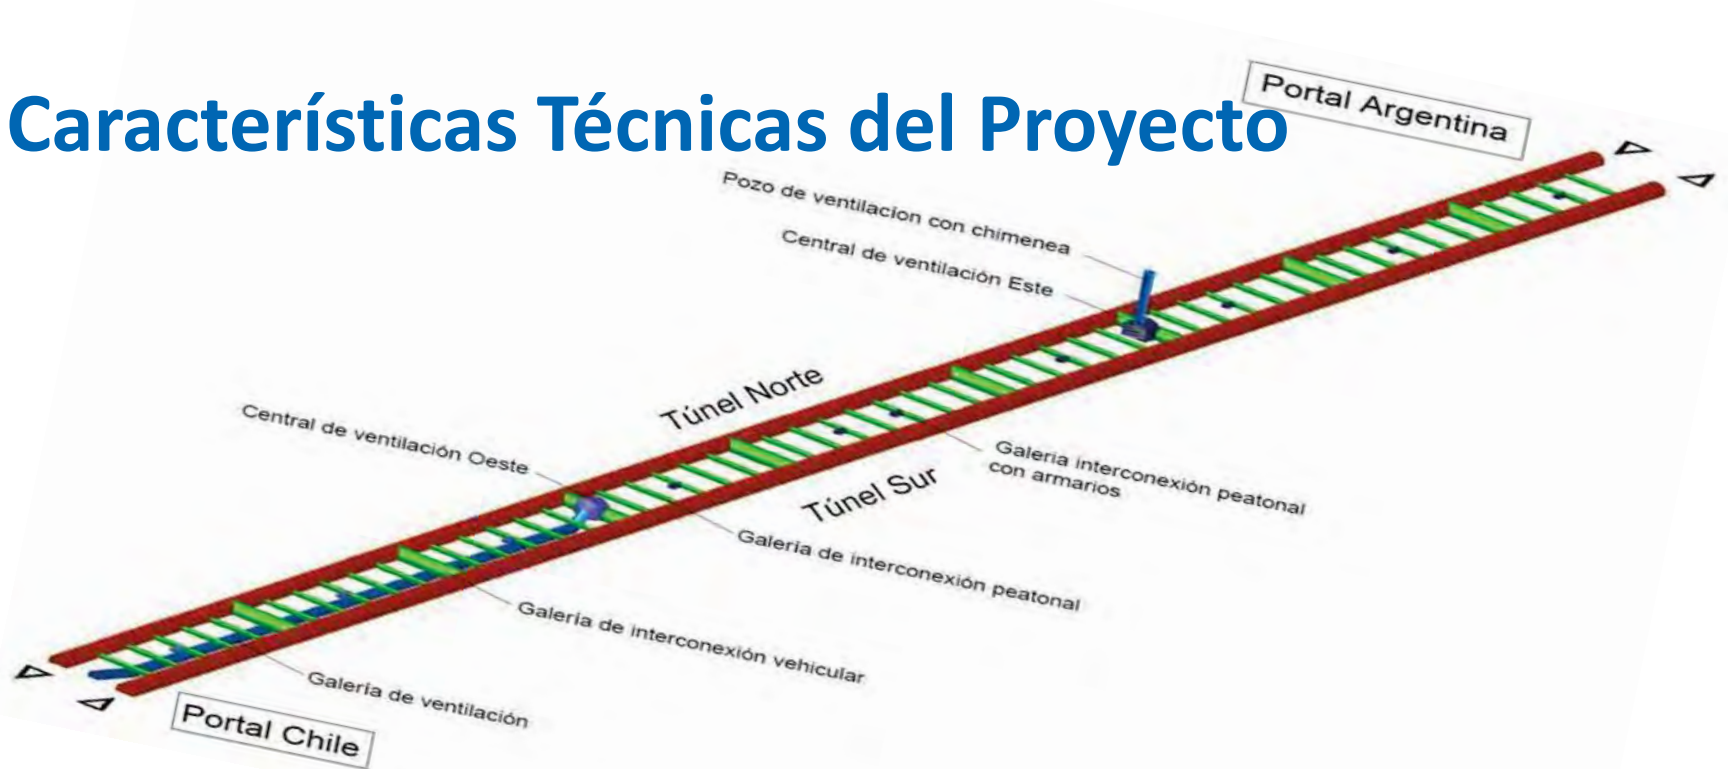 Portal Argentina
Características Técnicas del Proyecto
Pozo de ventilacion con chimenea
Central de ventilación Este
Túnel Norte
Central de ventilación Oeste
Galeria interconexión peatonal
con armarios
Túnel Sur
Galería de interconexión peatonal
Galería de interconexión vehicular
Galería de ventilación
Portal Chile